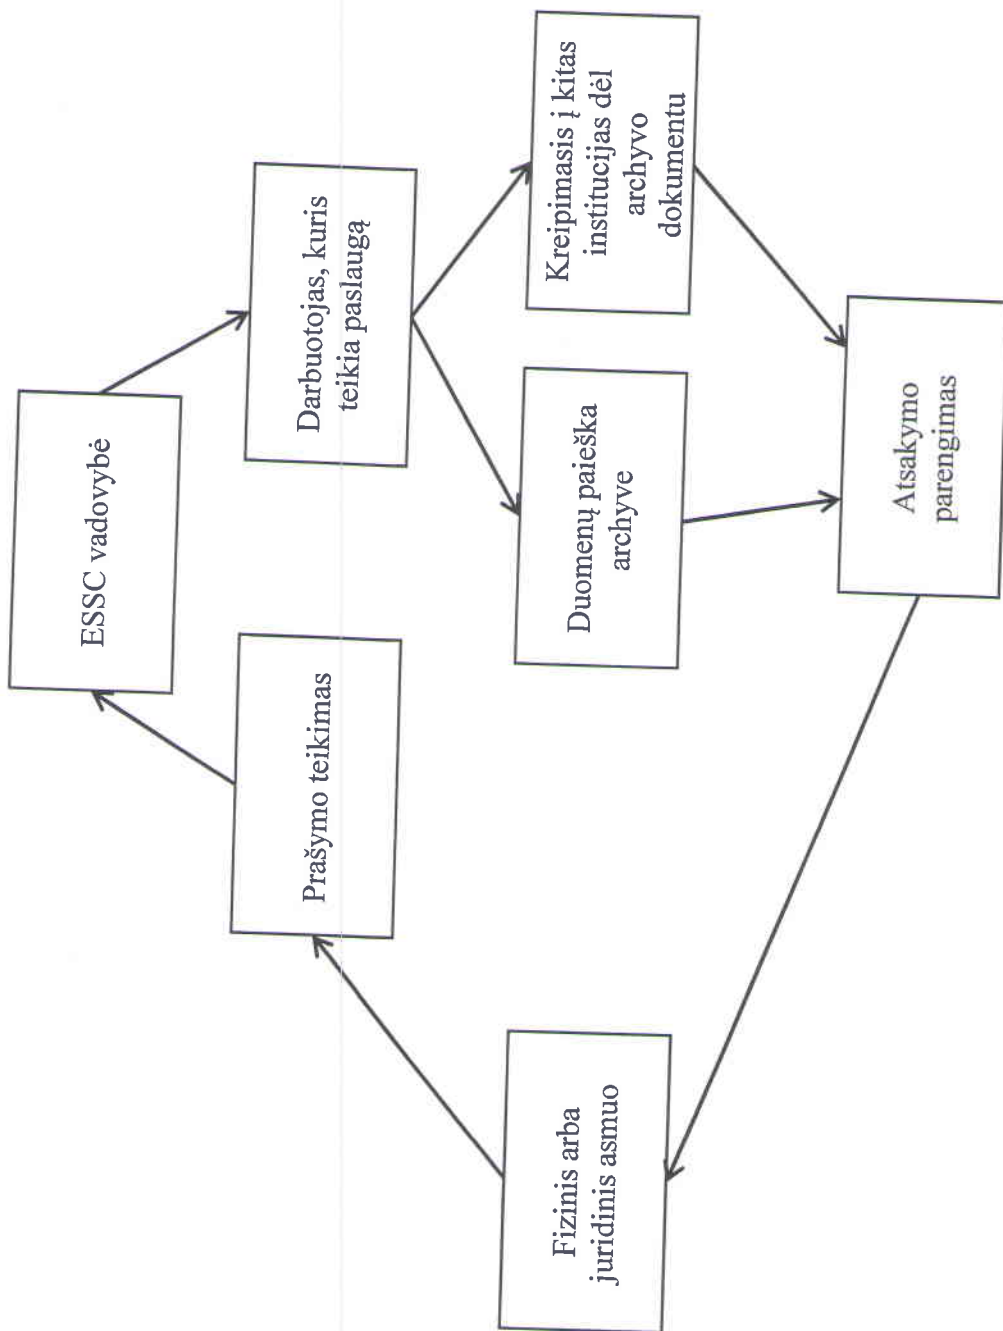 Fizinis arba
juridinis asmuo
Prašymo teikimas
ESSC vadovybė
Darbuotojas, kuris
teikia paslaugą
Duomenų paieška
archyve
Kreipimasis į kitas
institucijas dėl
archyvo
dokumentu
Atsakymo
parengimas